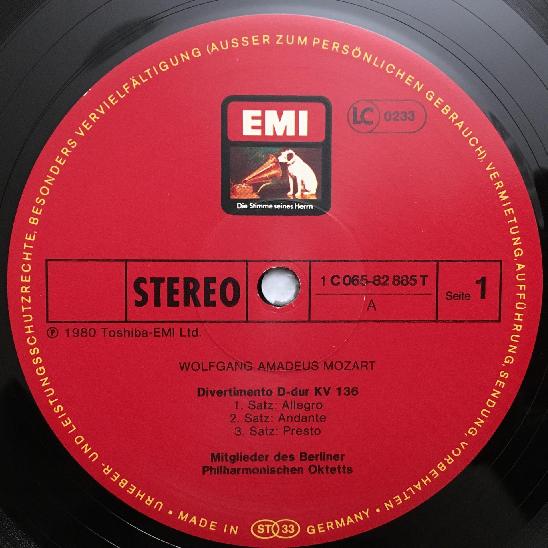 URHEBER- UND LEISTUNGSSCHUTZRECHTE, BESONDERS VERVIELFÄLTIGUNG (AUSSER ZUM PERSÖNLICHEN GEBRAUCH), VERMIETUNG, AUFFÜHRUNG, SENDUNG, VORBEHALTEN •
EMI
LC 0233
Die Stimme seines Herrn
STEREO
1 C 065-82 885 T
A
Seite 1
℗ 1980 Toshiba-EMI Ltd.
WOLFGANG AMADEUS MOZART
Divertimento D-dur KV 136
1. Satz: Allegro
2. Satz: Andante
3. Satz: Presto
Mitglieder des Berliner
Philharmonischen Oktetts
• MADE IN ST 33 GERMANY •